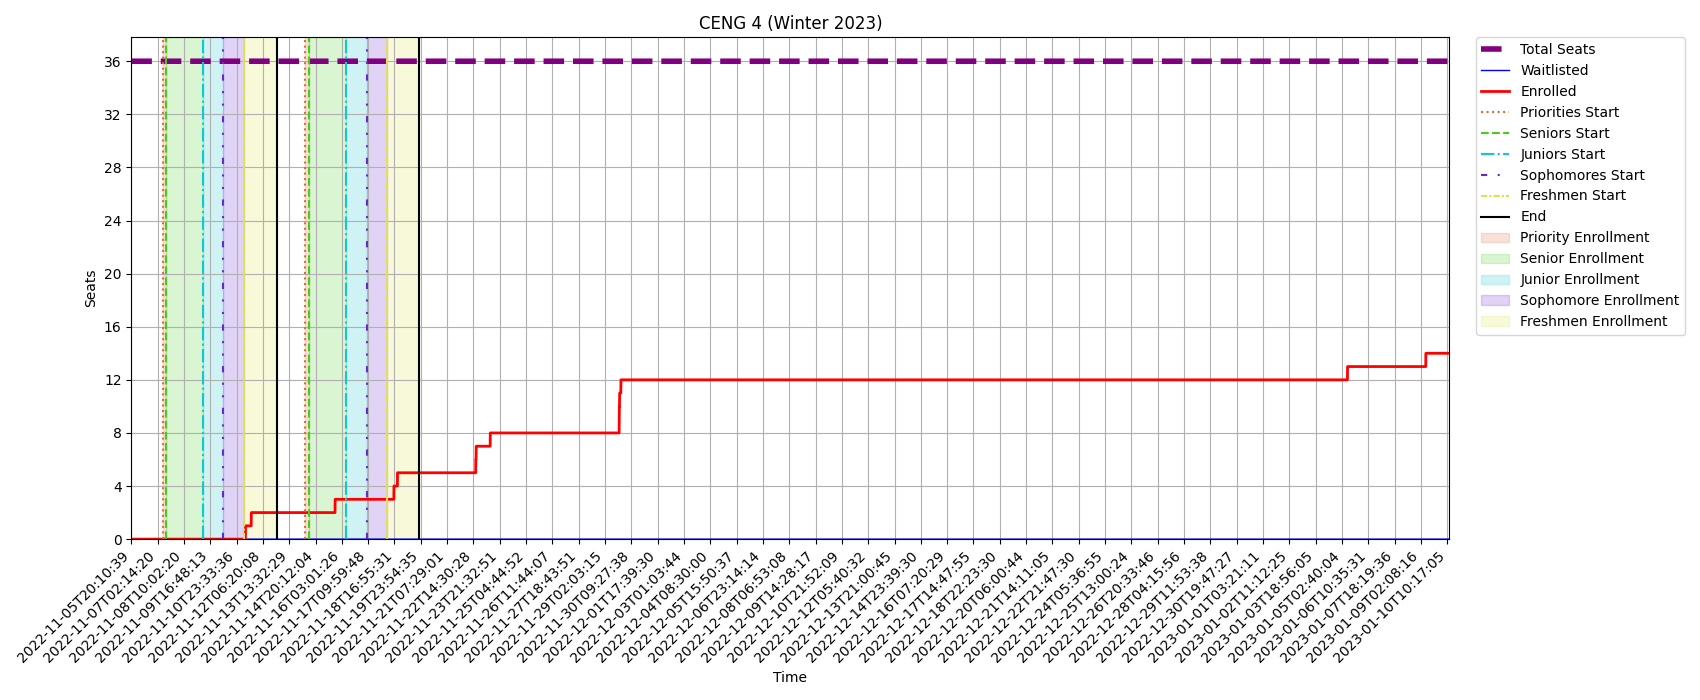 CENG 4 (Winter 2023)
Seats
36
32
28
24
20
16
12
8
4
0
2022-11-05T20:10:39
2022-11-07T02:14:20
2022-11-08T10:02:20
2022-11-09T16:48:13
2022-11-10T23:33:36
2022-11-12T06:20:08
2022-11-13T13:32:29
2022-11-14T20:12:04
2022-11-16T03:01:26
2022-11-17T09:59:48
2022-11-18T16:55:31
2022-11-19T23:54:35
2022-11-21T07:29:01
2022-11-22T14:30:28
2022-11-23T21:32:51
2022-11-25T04:44:52
2022-11-26T11:44:07
2022-11-27T18:43:51
2022-11-29T02:03:15
2022-11-30T09:27:38
2022-12-01T17:39:30
2022-12-03T01:03:44
2022-12-04T08:30:00
2022-12-05T15:50:37
2022-12-06T23:14:14
2022-12-08T06:53:08
2022-12-09T14:28:17
2022-12-10T21:52:09
2022-12-12T05:40:32
2022-12-13T21:00:45
2022-12-14T23:39:30
2022-12-16T07:20:29
2022-12-17T14:47:55
2022-12-18T22:23:30
2022-12-20T06:00:44
2022-12-21T14:11:05
2022-12-22T21:47:30
2022-12-24T05:36:55
2022-12-25T13:00:24
2022-12-26T20:33:46
2022-12-28T04:15:56
2022-12-29T11:53:38
2022-12-30T19:47:27
2023-01-01T03:21:11
2023-01-02T11:12:25
2023-01-03T18:56:05
2023-01-05T02:40:04
2023-01-06T10:35:31
2023-01-07T18:19:36
2023-01-09T02:08:16
2023-01-10T10:17:05
Time
Total Seats
Waitlisted
Enrolled
Priorities Start
Seniors Start
Juniors Start
Sophomores Start
Freshmen Start
End
Priority Enrollment
Senior Enrollment
Junior Enrollment
Sophomore Enrollment
Freshmen Enrollment